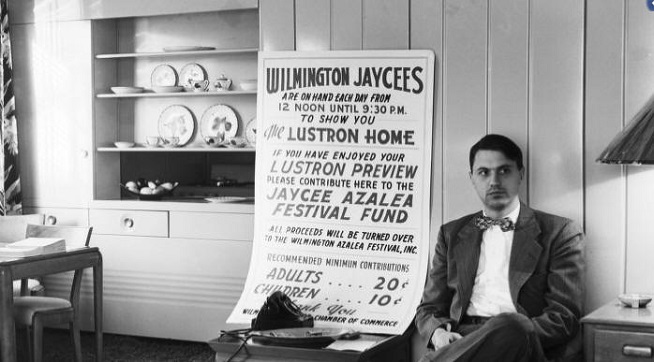 WILMINGTON JAYCEES
ARE ON HAND EACH DAY FROM
12 NOON UNTIL 9:30 P.M.
TO SHOW YOU
The LUSTRON HOME
IF YOU HAVE ENJOYED YOUR
LUSTRON PREVIEW
PLEASE CONTRIBUTE HERE TO THE
JAYCEE AZALEA
FESTIVAL FUND
ALL PROCEEDS WILL BE TURNED OVER
TO THE WILMINGTON AZALEA FESTIVAL, INC.
RECOMMENDED MINIMUM CONTRIBUTIONS
ADULTS .... 20¢
CHILDREN .... 10¢
Thank You
CHAMBER OF COMMERCE